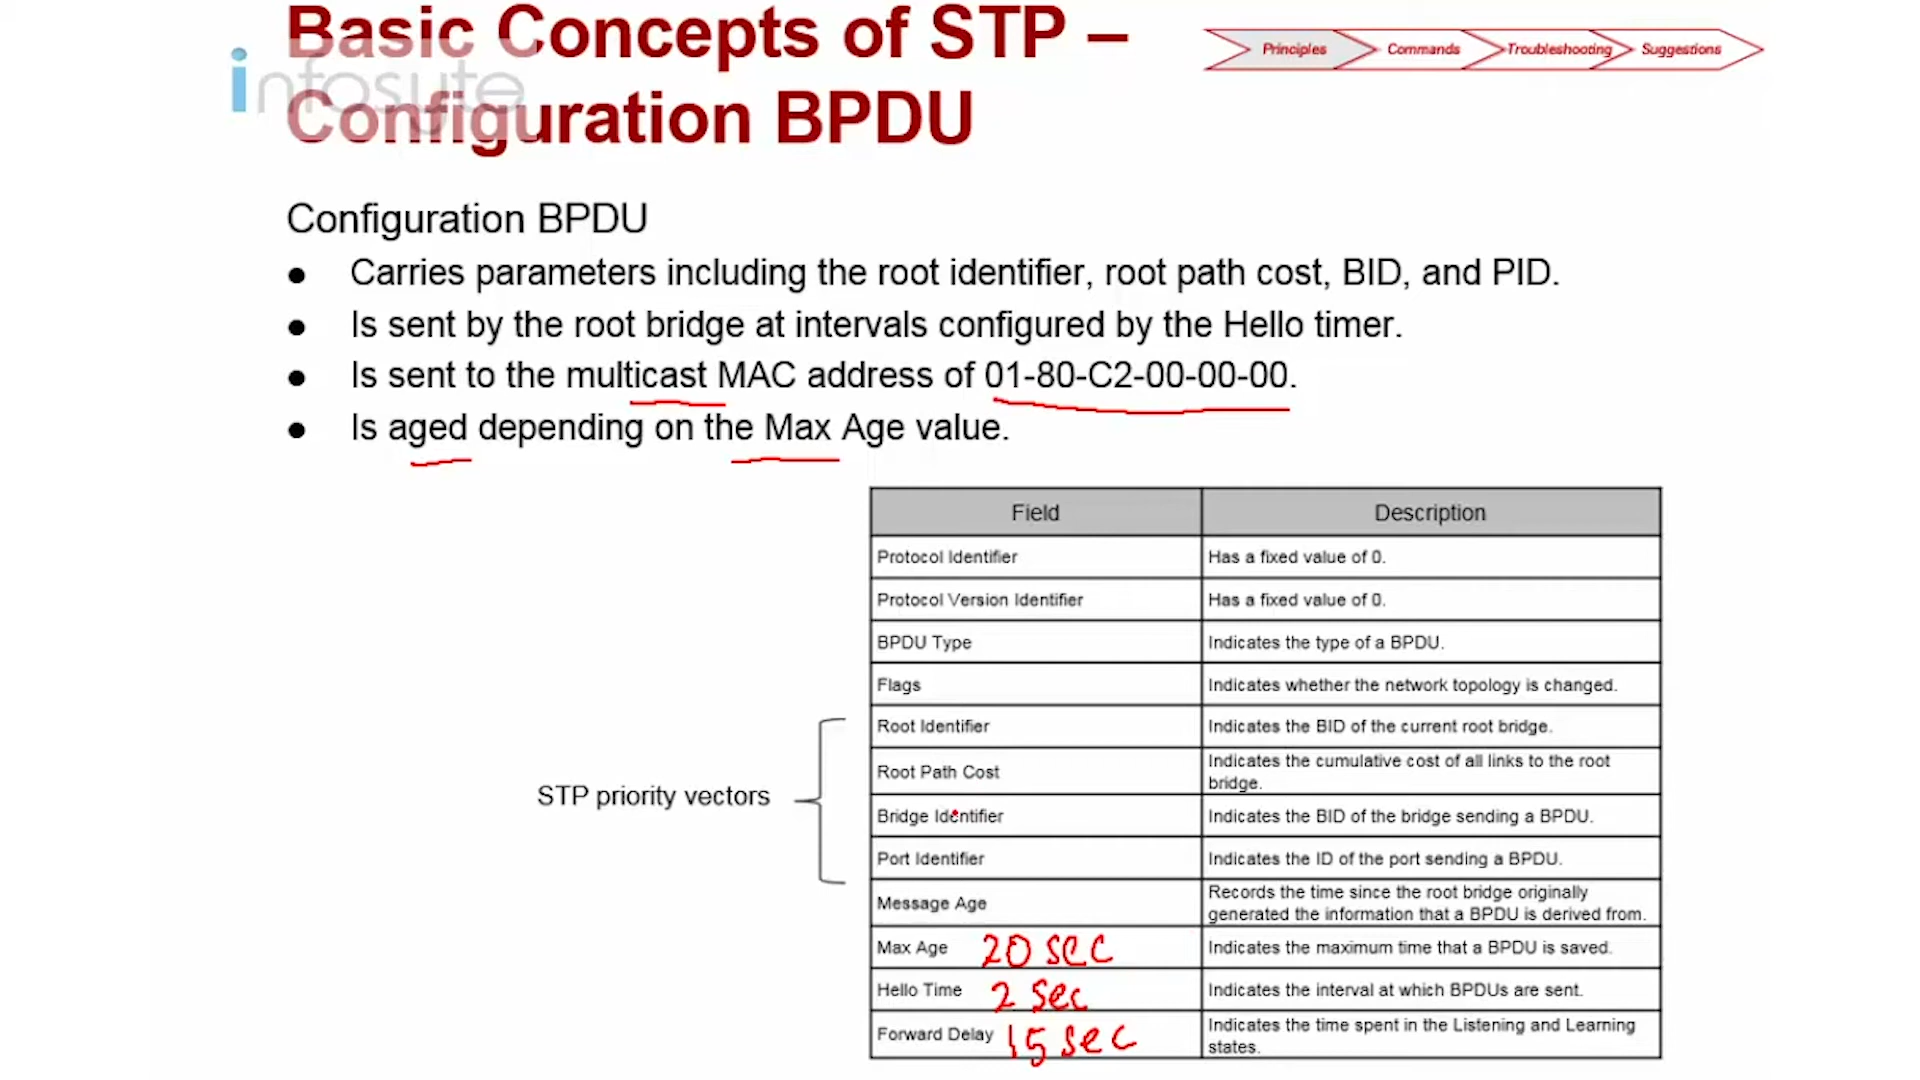 Basic Concepts of STP –
Configuration BPDU
infosyte
Principles
Commands
Troubleshooting
Suggestions
Configuration BPDU
● Carries parameters including the root identifier, root path cost, BID, and PID.
● Is sent by the root bridge at intervals configured by the Hello timer.
● Is sent to the multicast MAC address of 01-80-C2-00-00-00.
● Is aged depending on the Max Age value.
Field Description
Protocol Identifier Has a fixed value of 0.
Protocol Version Identifier Has a fixed value of 0.
BPDU Type Indicates the type of a BPDU.
Flags Indicates whether the network topology is changed.
STP priority vectors
Root Identifier Indicates the BID of the current root bridge.
Root Path Cost Indicates the cumulative cost of all links to the root
bridge.
Bridge Identifier Indicates the BID of the bridge sending a BPDU.
Port Identifier Indicates the ID of the port sending a BPDU.
Message Age Records the time since the root bridge originally
generated the information that a BPDU is derived from.
Max Age 20 sec Indicates the maximum time that a BPDU is saved.
Hello Time 2 sec Indicates the interval at which BPDUs are sent.
Forward Delay 15 sec Indicates the time spent in the Listening and Learning
states.